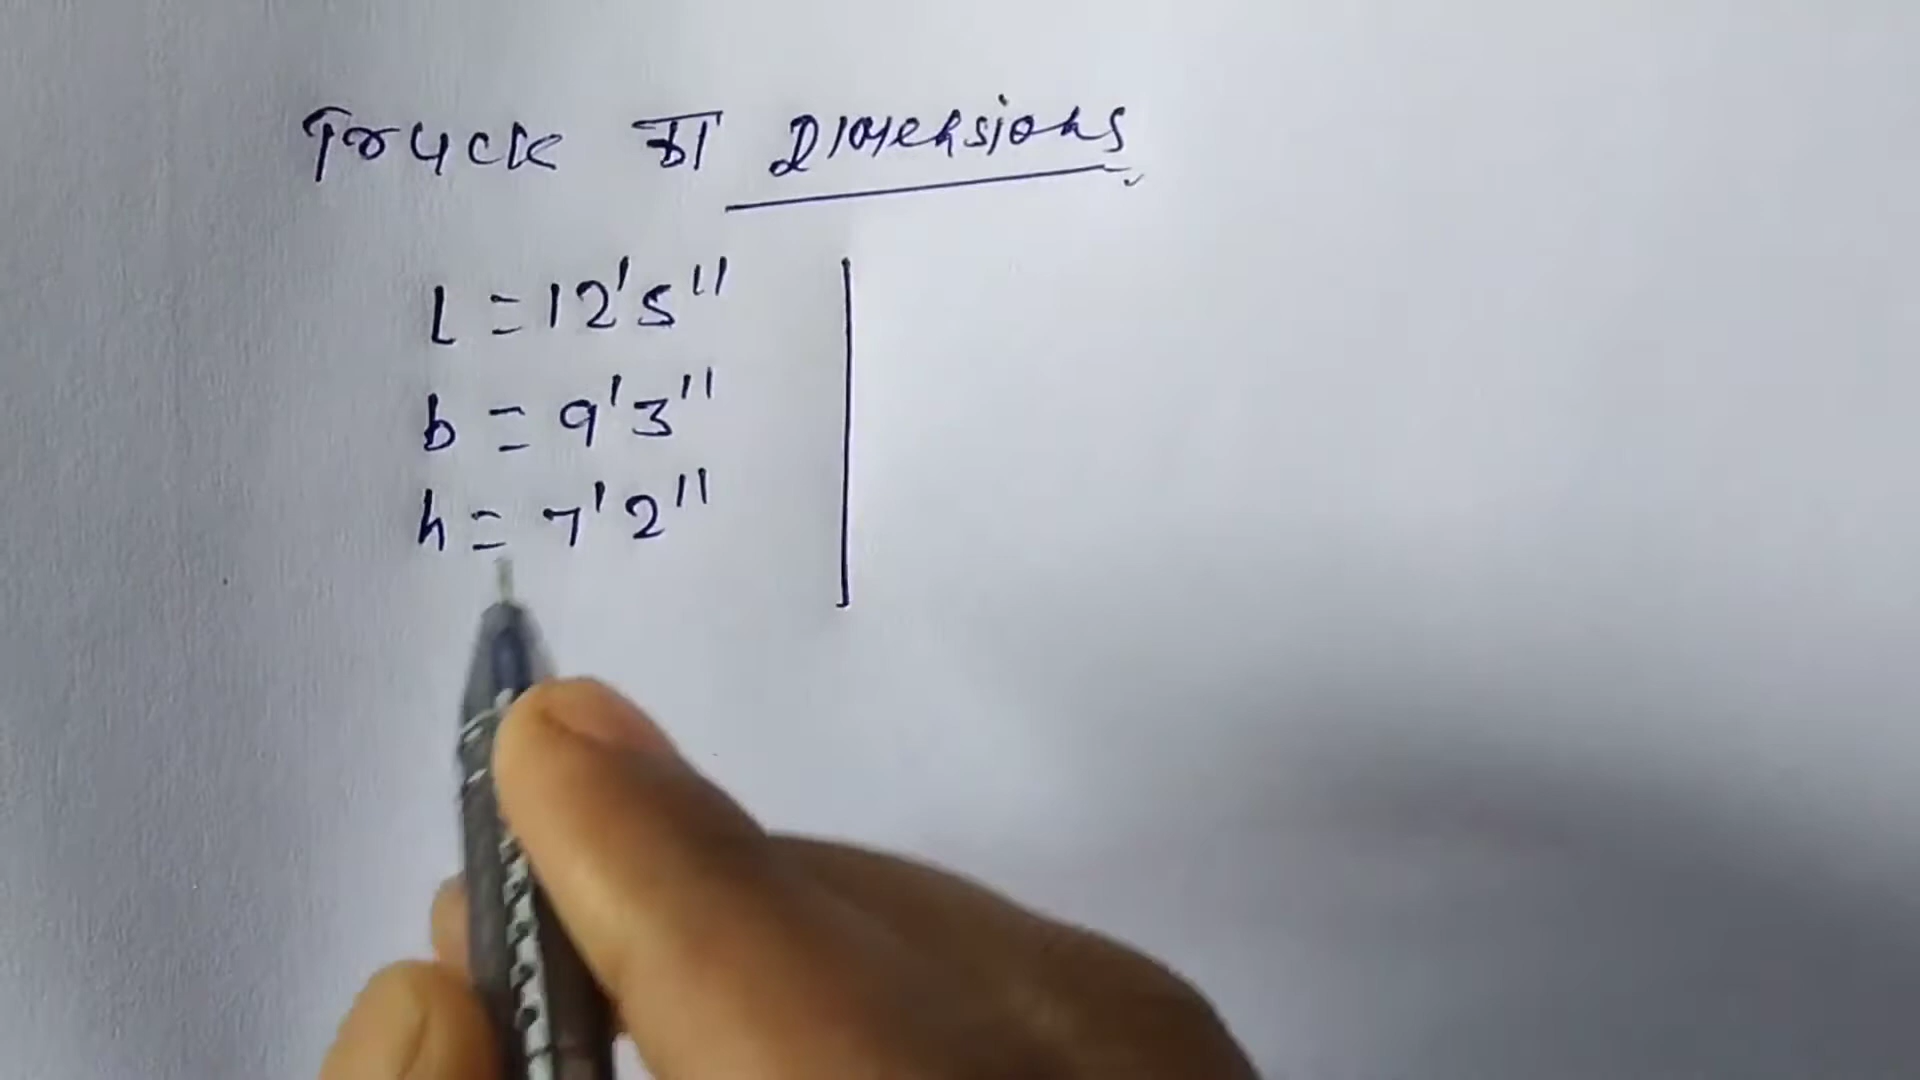 Truck का Dimensions
L = 12'5"
b = 9'3"
h = 7'2"